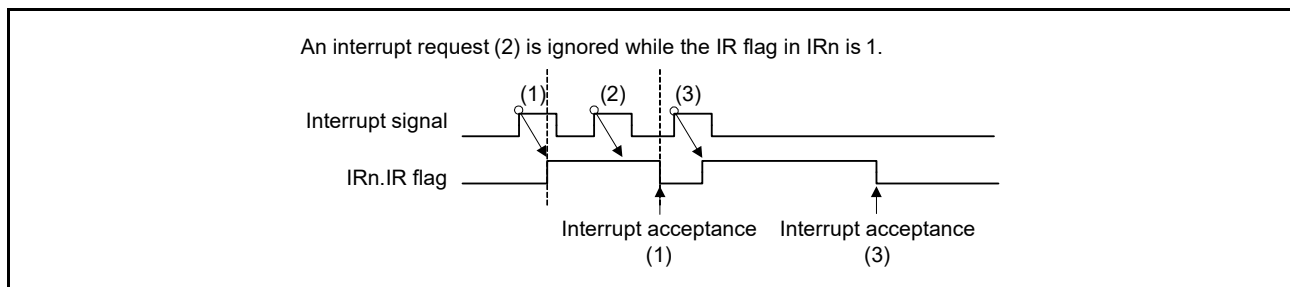 An interrupt request (2) is ignored while the IR flag in IRn is 1.
(1) (2) (3)
Interrupt signal
IRn.IR flag
Interrupt acceptance Interrupt acceptance
(1) (3)